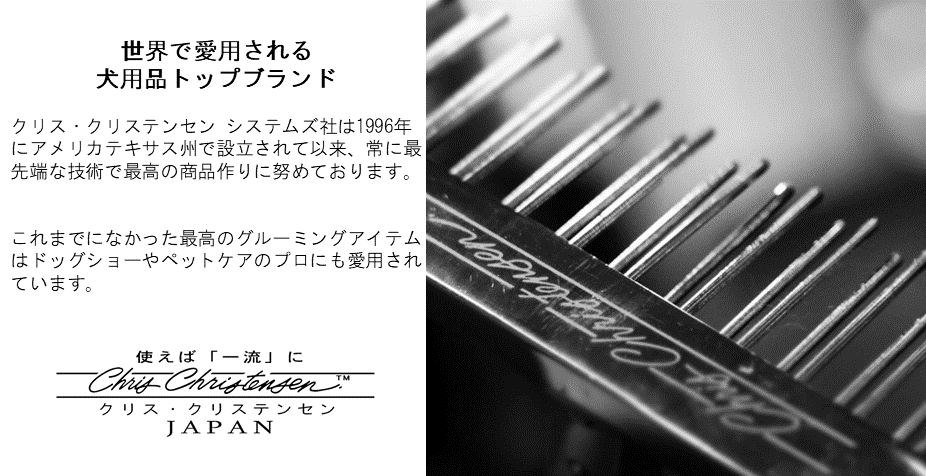 世界で愛用される
犬用品トップブランド
クリス・クリステンセン システムズ社は1996年
にアメリカテキサス州で設立されて以来、常に最
先端な技術で最高の商品作りに努めております。
これまでになかった最高のグルーミングアイテム
はドッグショーやペットケアのプロにも愛用され
ています。
使えば「一流」に
Chris Christensen™
クリス・クリステンセン
JAPAN
Chris Christensen